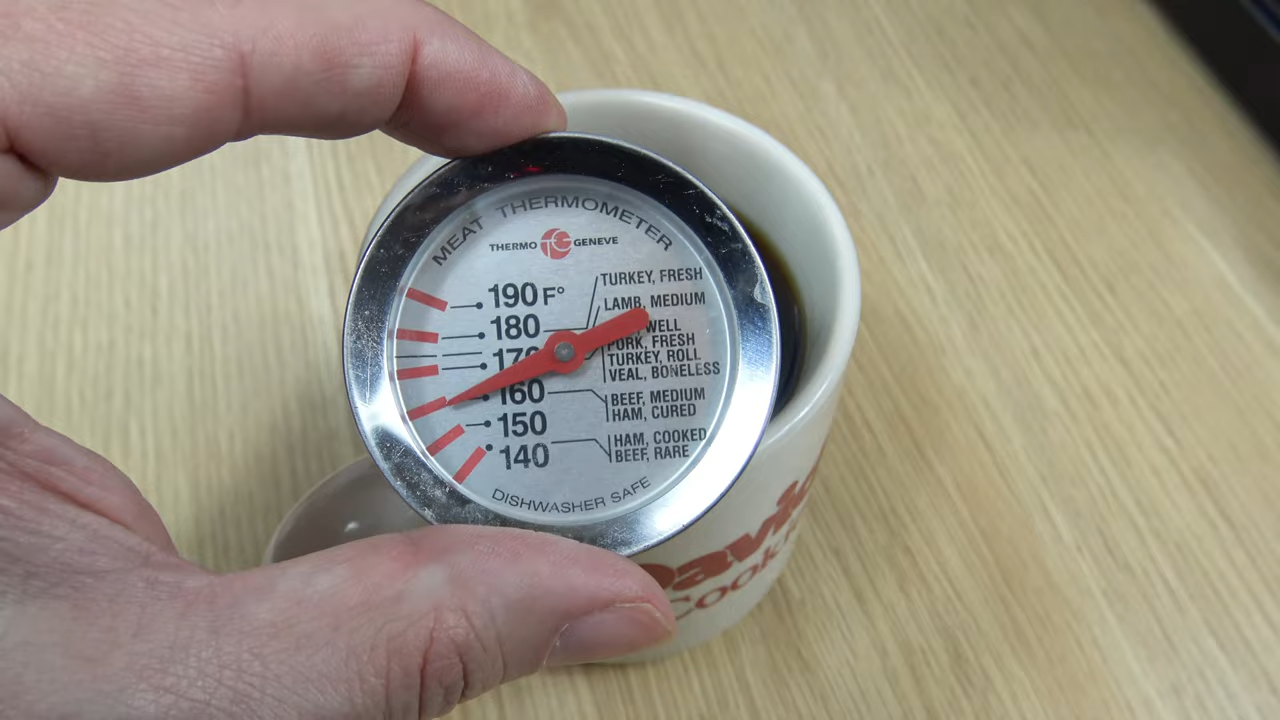 MEAT THERMOMETER
THERMO GENEVE
190 F°
180
160
150
140
TURKEY, FRESH
LAMB, MEDIUM
WELL
PORK, FRESH
TURKEY, ROLL
VEAL, BONELESS
BEEF, MEDIUM
HAM, CURED
HAM, COOKED
BEEF, RARE
DISHWASHER SAFE